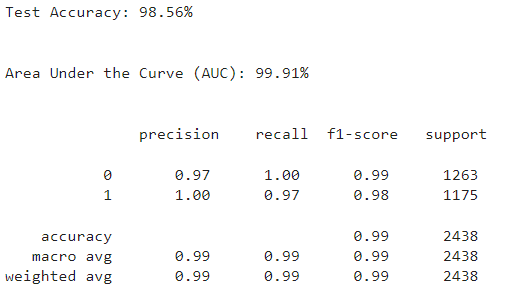 Test Accuracy: 98.56%
Area Under the Curve (AUC): 99.91%
precision recall f1-score support
0 0.97 1.00 0.99 1263
1 1.00 0.97 0.98 1175
accuracy 0.99 2438
macro avg 0.99 0.99 0.99 2438
weighted avg 0.99 0.99 0.99 2438